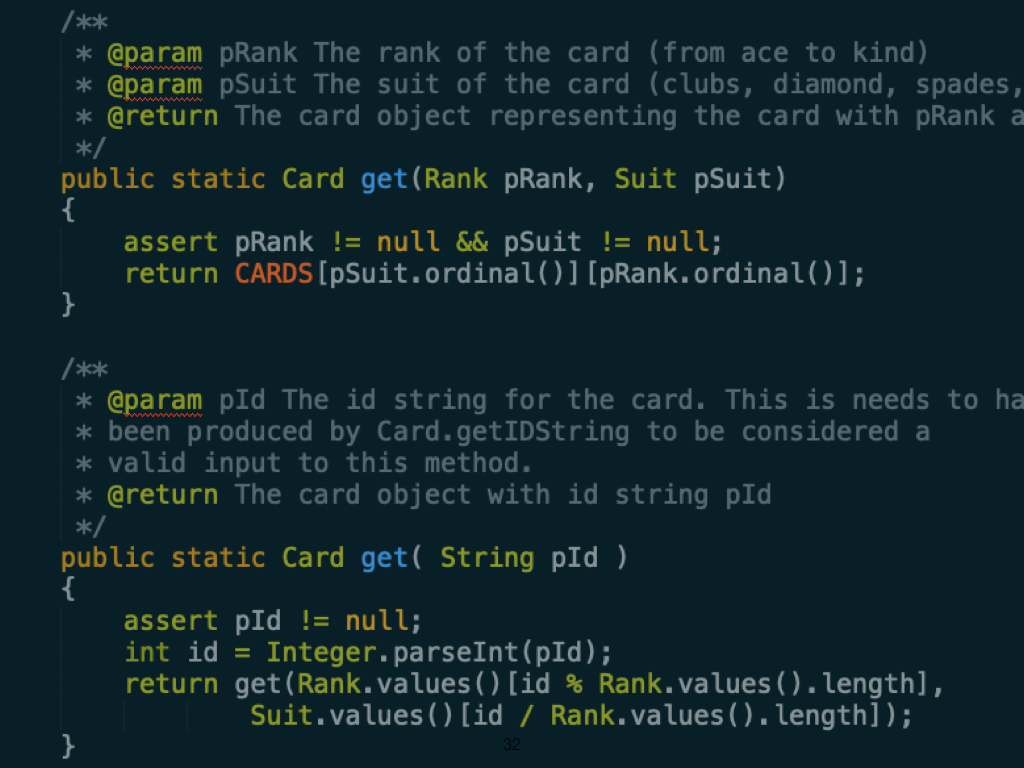 /**
 * @param pRank The rank of the card (from ace to kind)
 * @param pSuit The suit of the card (clubs, diamond, spades,
 * @return The card object representing the card with pRank a
 */
public static Card get(Rank pRank, Suit pSuit)
{
    assert pRank != null && pSuit != null;
    return CARDS[pSuit.ordinal()][pRank.ordinal()];
}

/**
 * @param pId The id string for the card. This is needs to ha
 * been produced by Card.getIDString to be considered a
 * valid input to this method.
 * @return The card object with id string pId
 */
public static Card get( String pId )
{
    assert pId != null;
    int id = Integer.parseInt(pId);
    return get(Rank.values()[id % Rank.values().length],
            Suit.values()[id / Rank.values().length]);
}
32